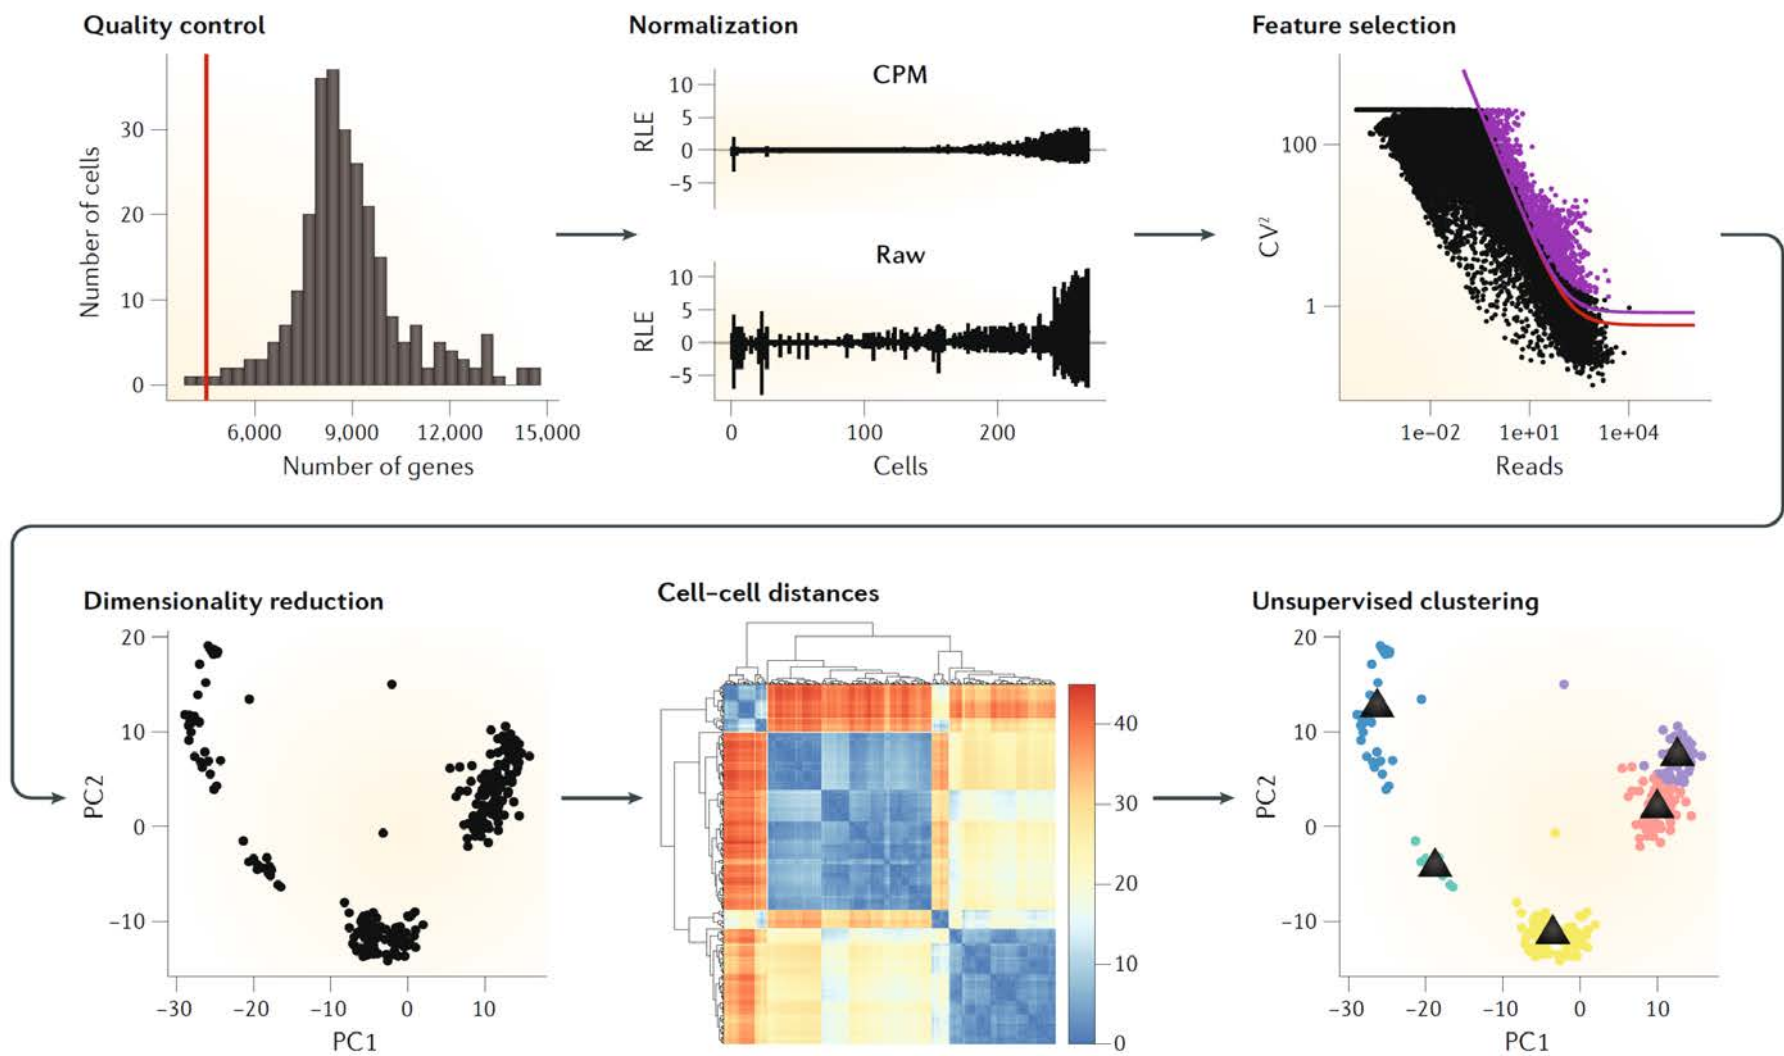 Quality control
Number of cells
30
20
10
0
6,000 9,000 12,000 15,000
Number of genes
Normalization
CPM
RLE
10
5
0
−5
Raw
RLE
10
5
0
−5
0 100 200
Cells
Feature selection
CV²
100
1
1e−02 1e+01 1e+04
Reads
Dimensionality reduction
PC2
20
10
0
−10
−30 −20 −10 0 10
PC1
Cell–cell distances
40
30
20
10
0
Unsupervised clustering
PC2
20
10
0
−10
−30 −20 −10 0 10
PC1